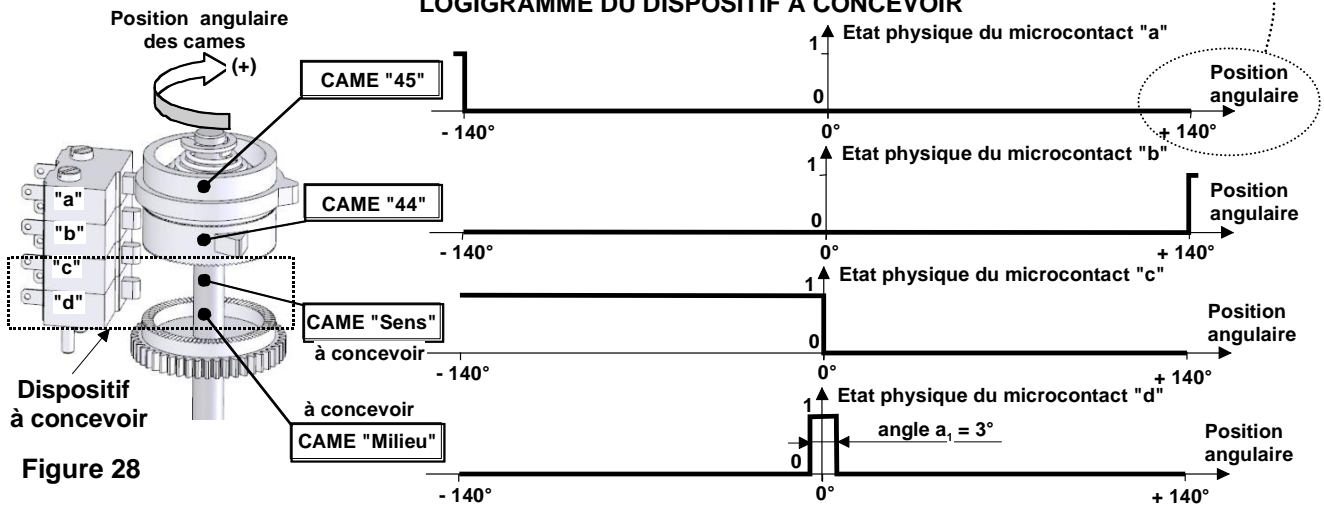 LOGIGRAMME DU DISPOSITIF A CONCEVOIR
Position angulaire
des cames
(+)
CAME "45"
CAME "44"
CAME "Sens"
à concevoir
à concevoir
CAME "Milieu"
"a"
"b"
"c"
"d"
Dispositif
à concevoir
Figure 28
Etat physique du microcontact "a"
1
0
Position
angulaire
- 140°
0°
+ 140°
Etat physique du microcontact "b"
1
0
Position
angulaire
- 140°
0°
+ 140°
Etat physique du microcontact "c"
1
0
Position
angulaire
- 140°
0°
+ 140°
Etat physique du microcontact "d"
1
angle a1 = 3°
0
Position
angulaire
- 140°
0°
+ 140°